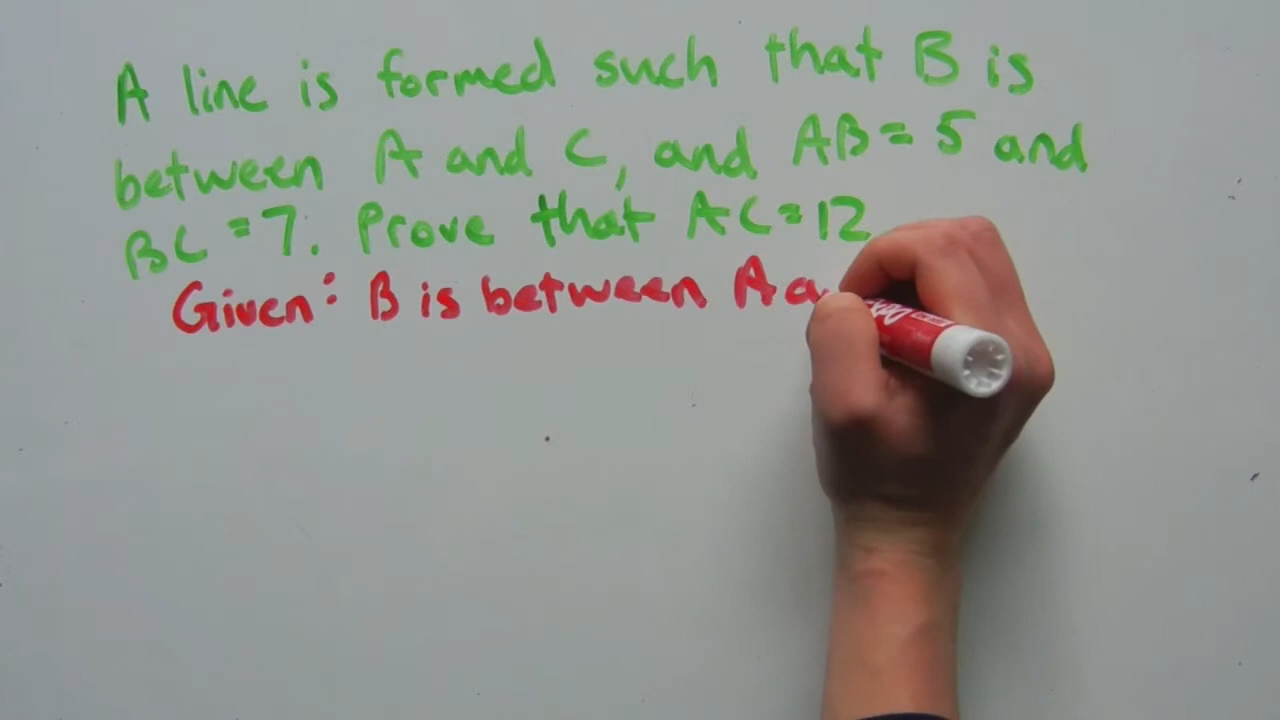 A line is formed such that B is
between A and C, and AB = 5 and
BC = 7. Prove that AC = 12
Given: B is between A a